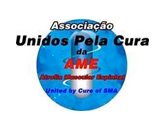 Associação
Unidos Pela Cura
da
AME
Atrofia Muscular Espinhal
United by Cure of SMA